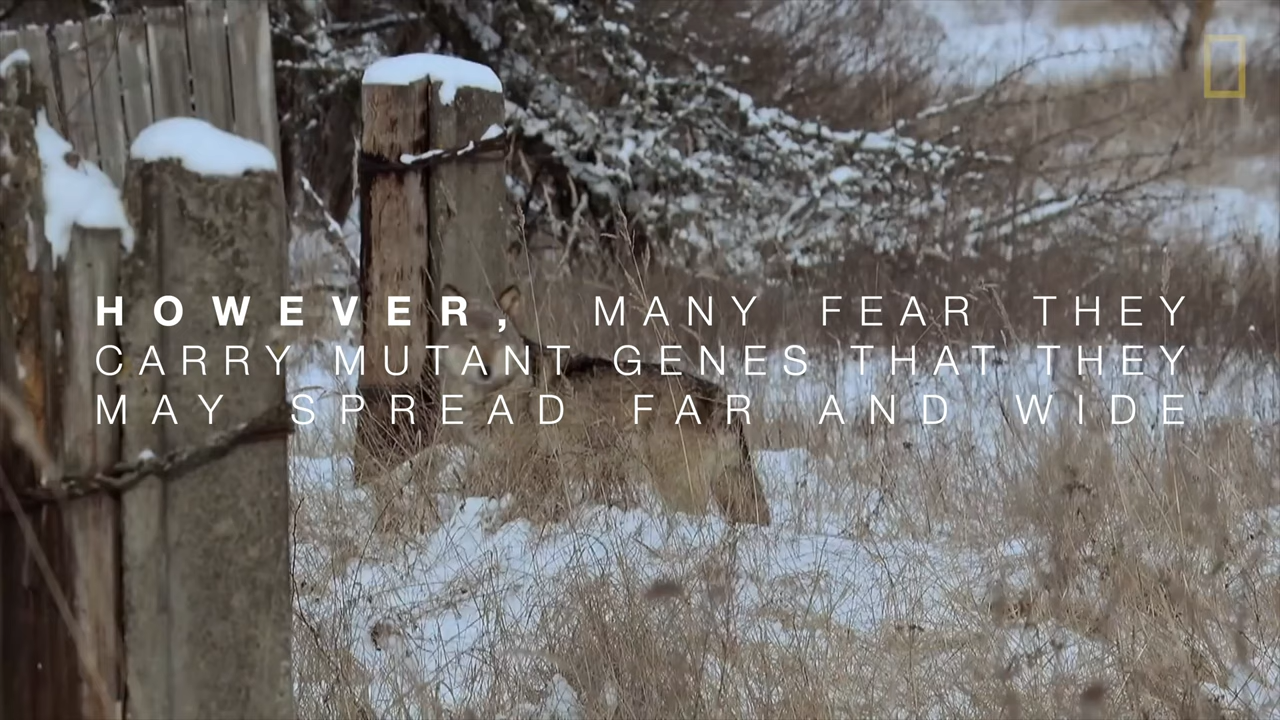 HOWEVER, MANY FEAR THEY
CARRY MUTANT GENES THAT THEY
MAY SPREAD FAR AND WIDE